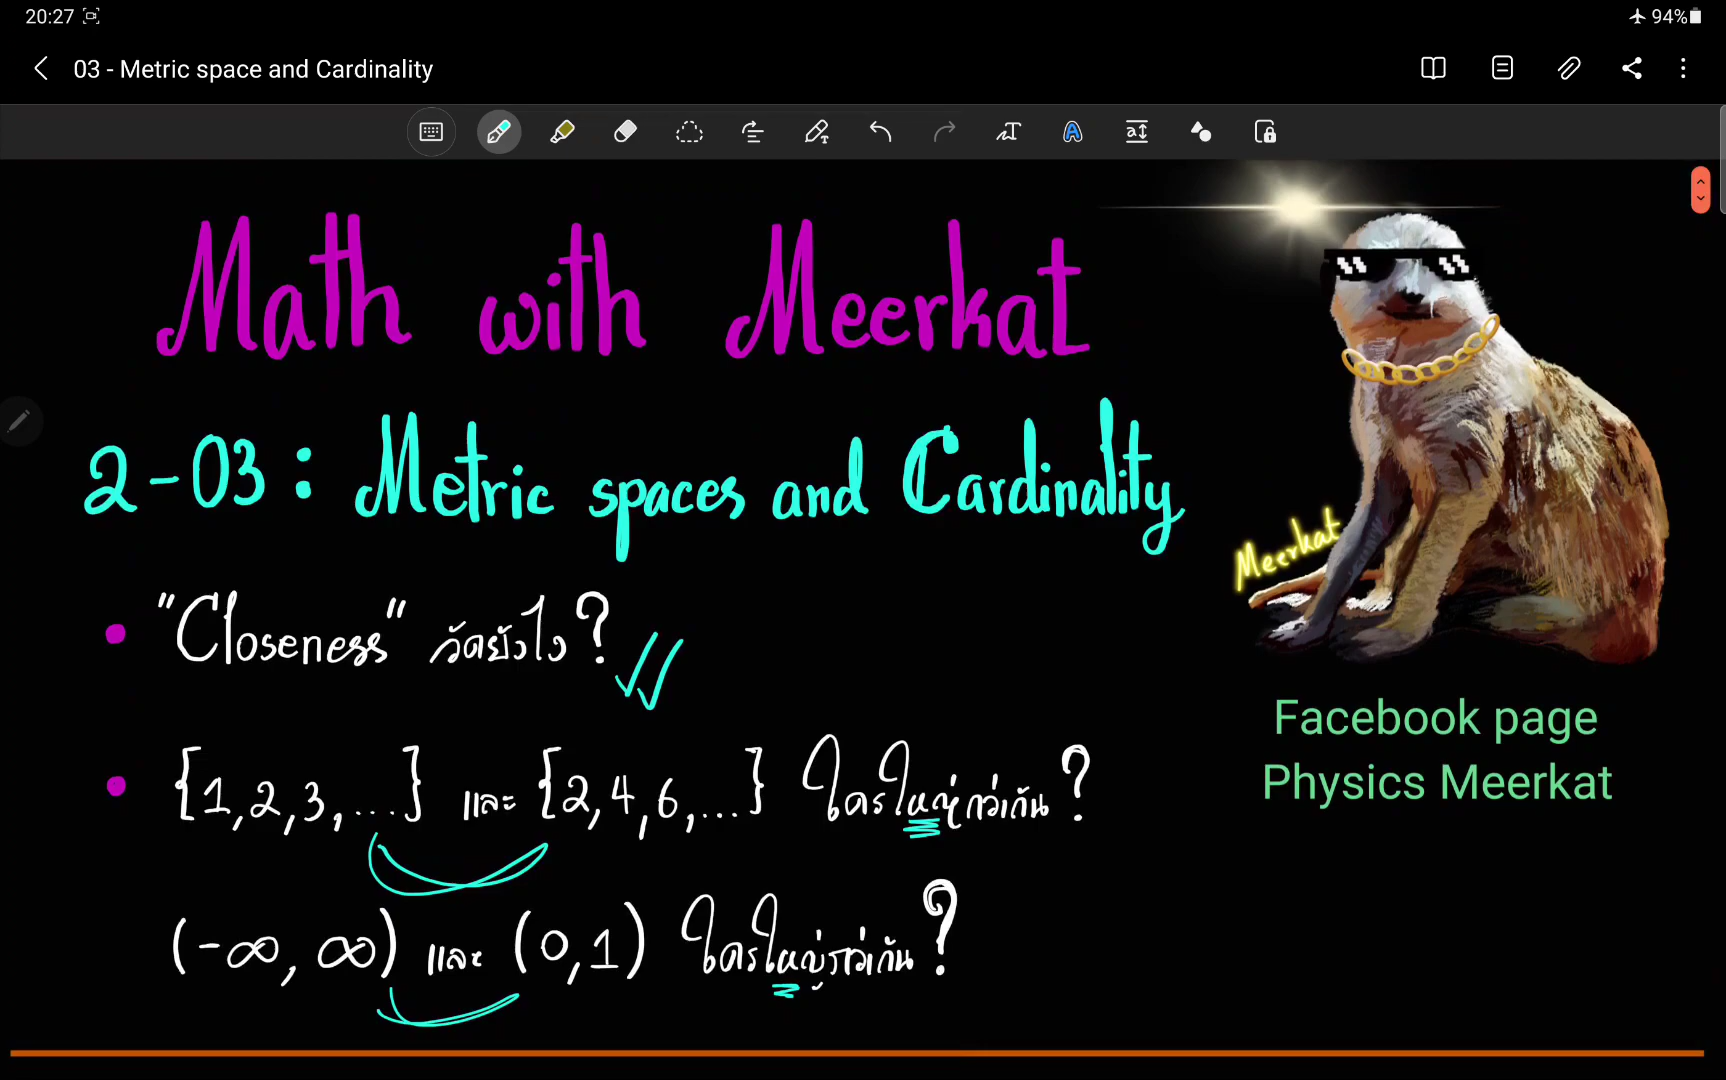 20:27
94%
03 - Metric space and Cardinality
Math with Meerkat
2-03 : Metric spaces and Cardinality
Meerkat
"Closeness" วัดยังไง?
{1,2,3,...} และ {2,4,6,...} ใครใหญ่กว่ากัน?
(-∞, ∞) และ (0,1) ใครใหญ่กว่ากัน?
Facebook page
Physics Meerkat